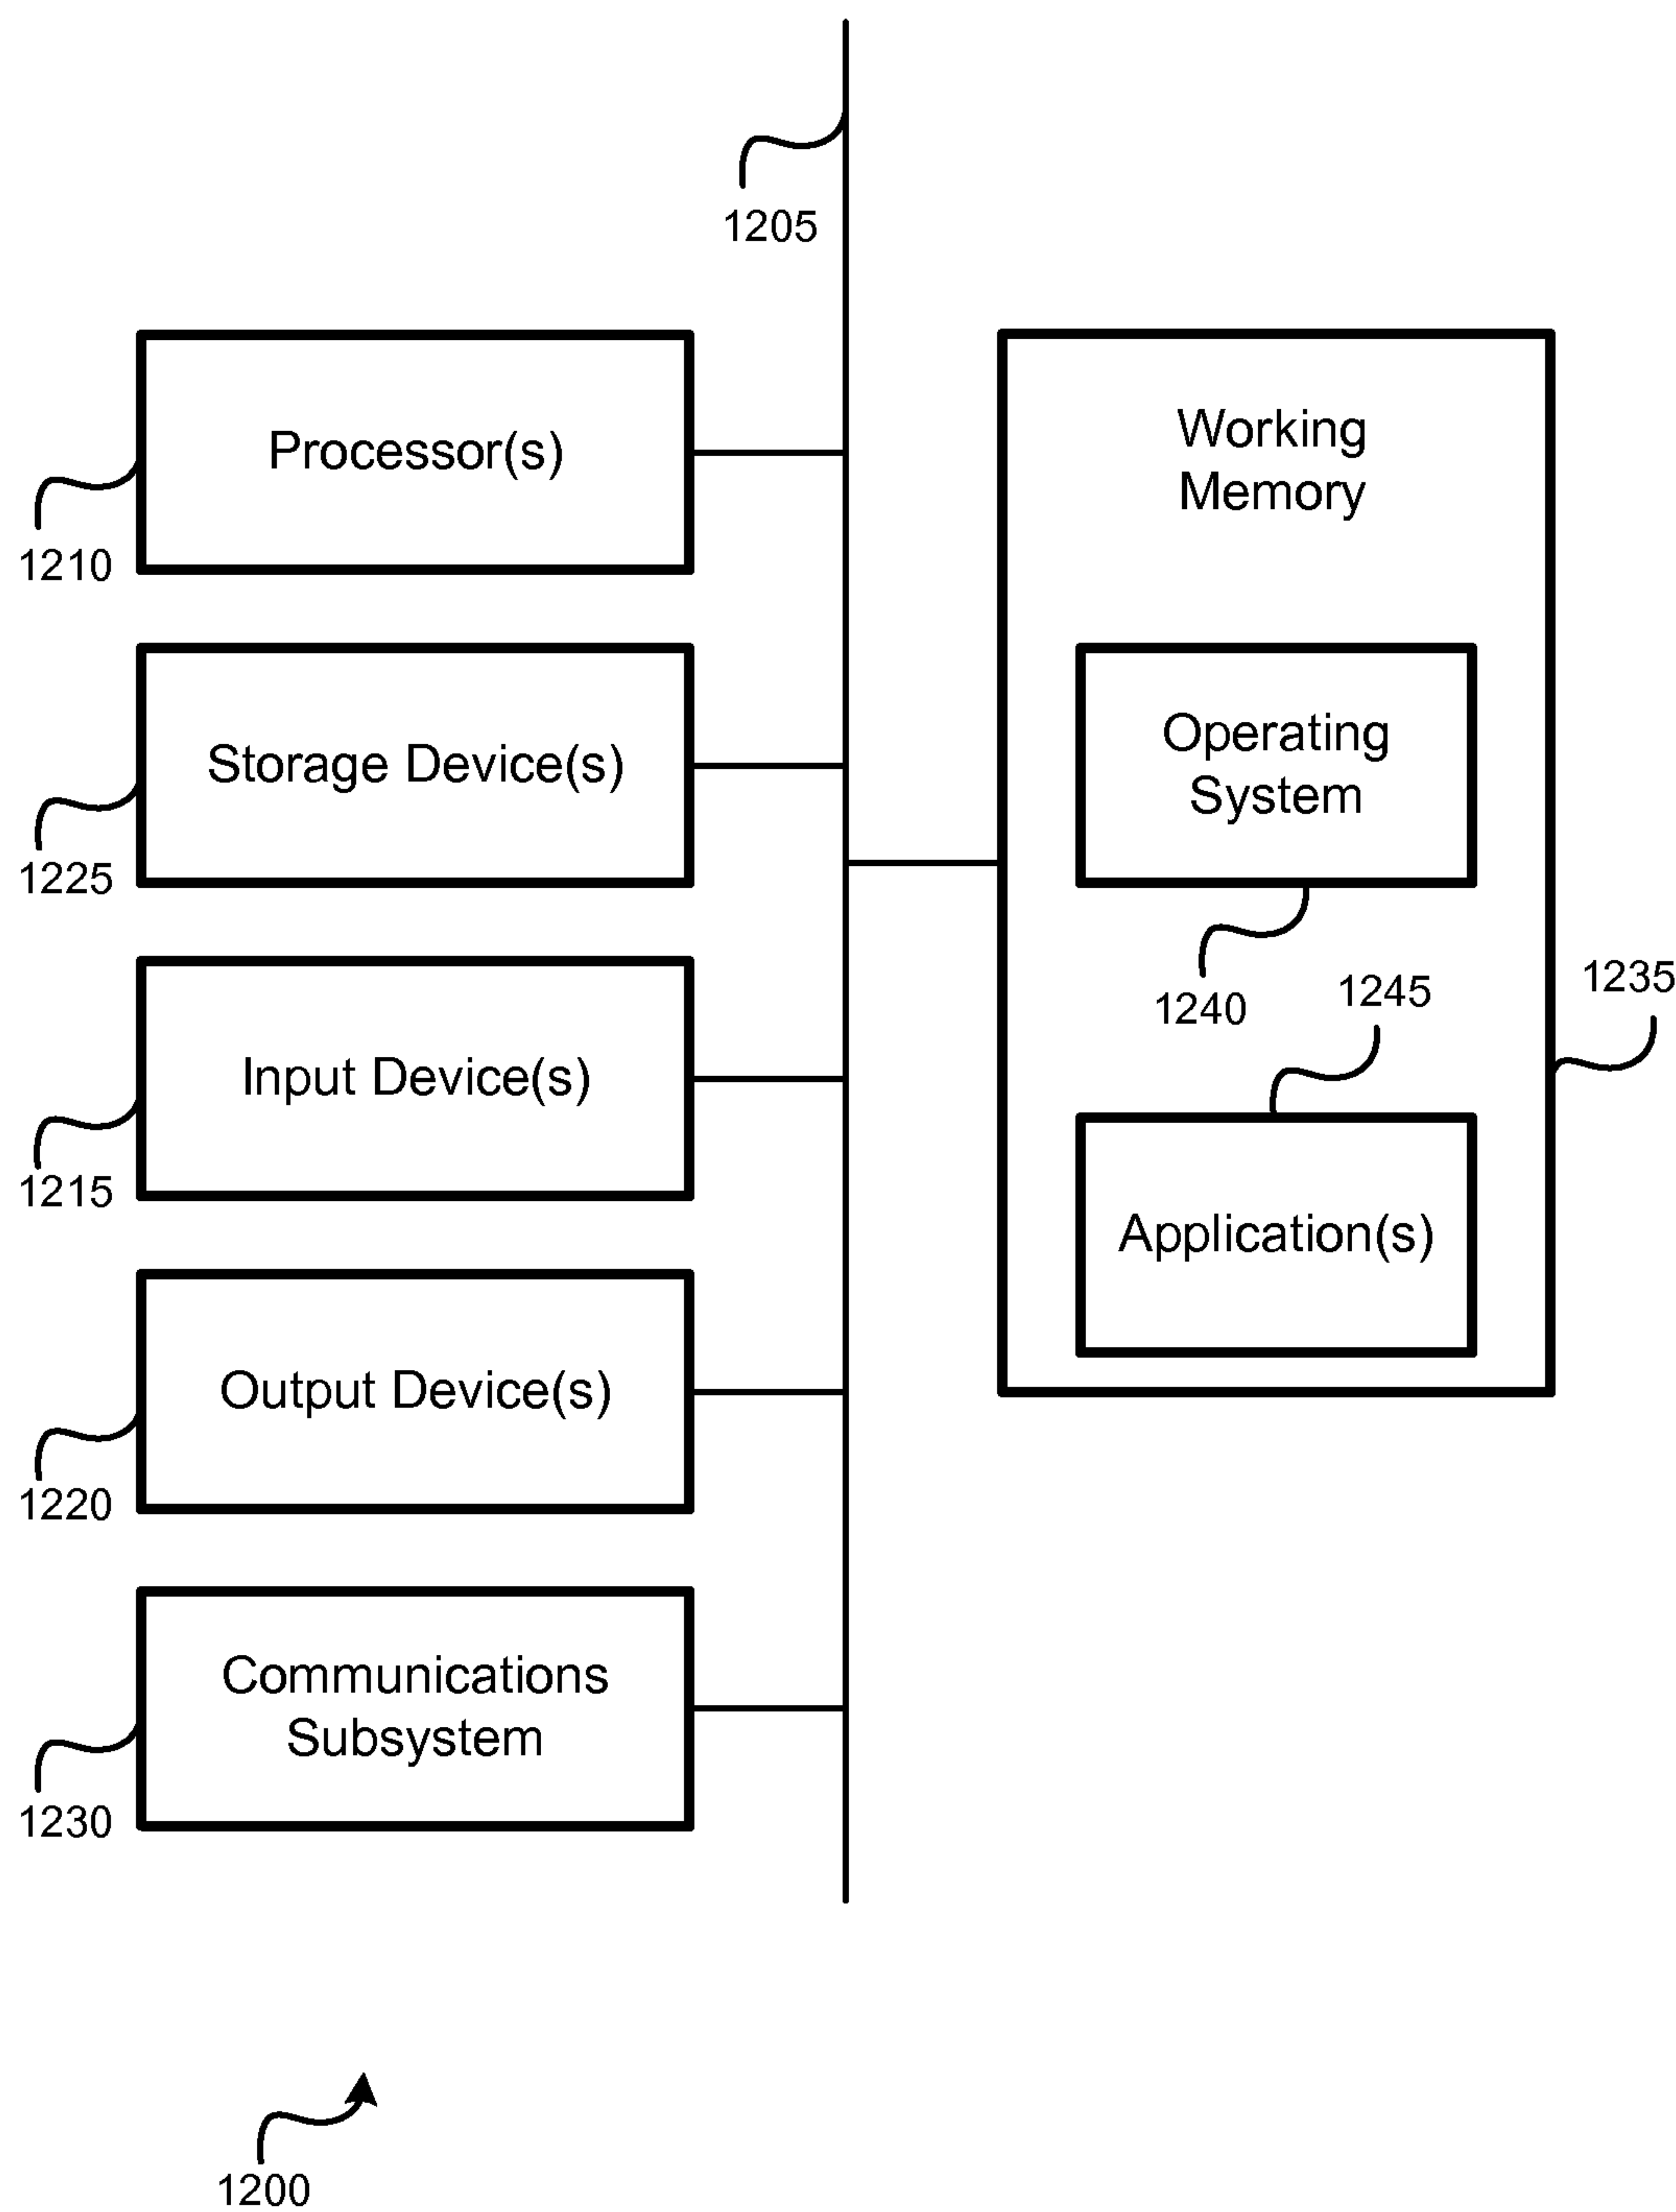 1205
Processor(s)
1210
Storage Device(s)
1225
Input Device(s)
1215
Output Device(s)
1220
Communications
Subsystem
1230
Working
Memory
Operating
System
1240
1245
1235
Application(s)
1200